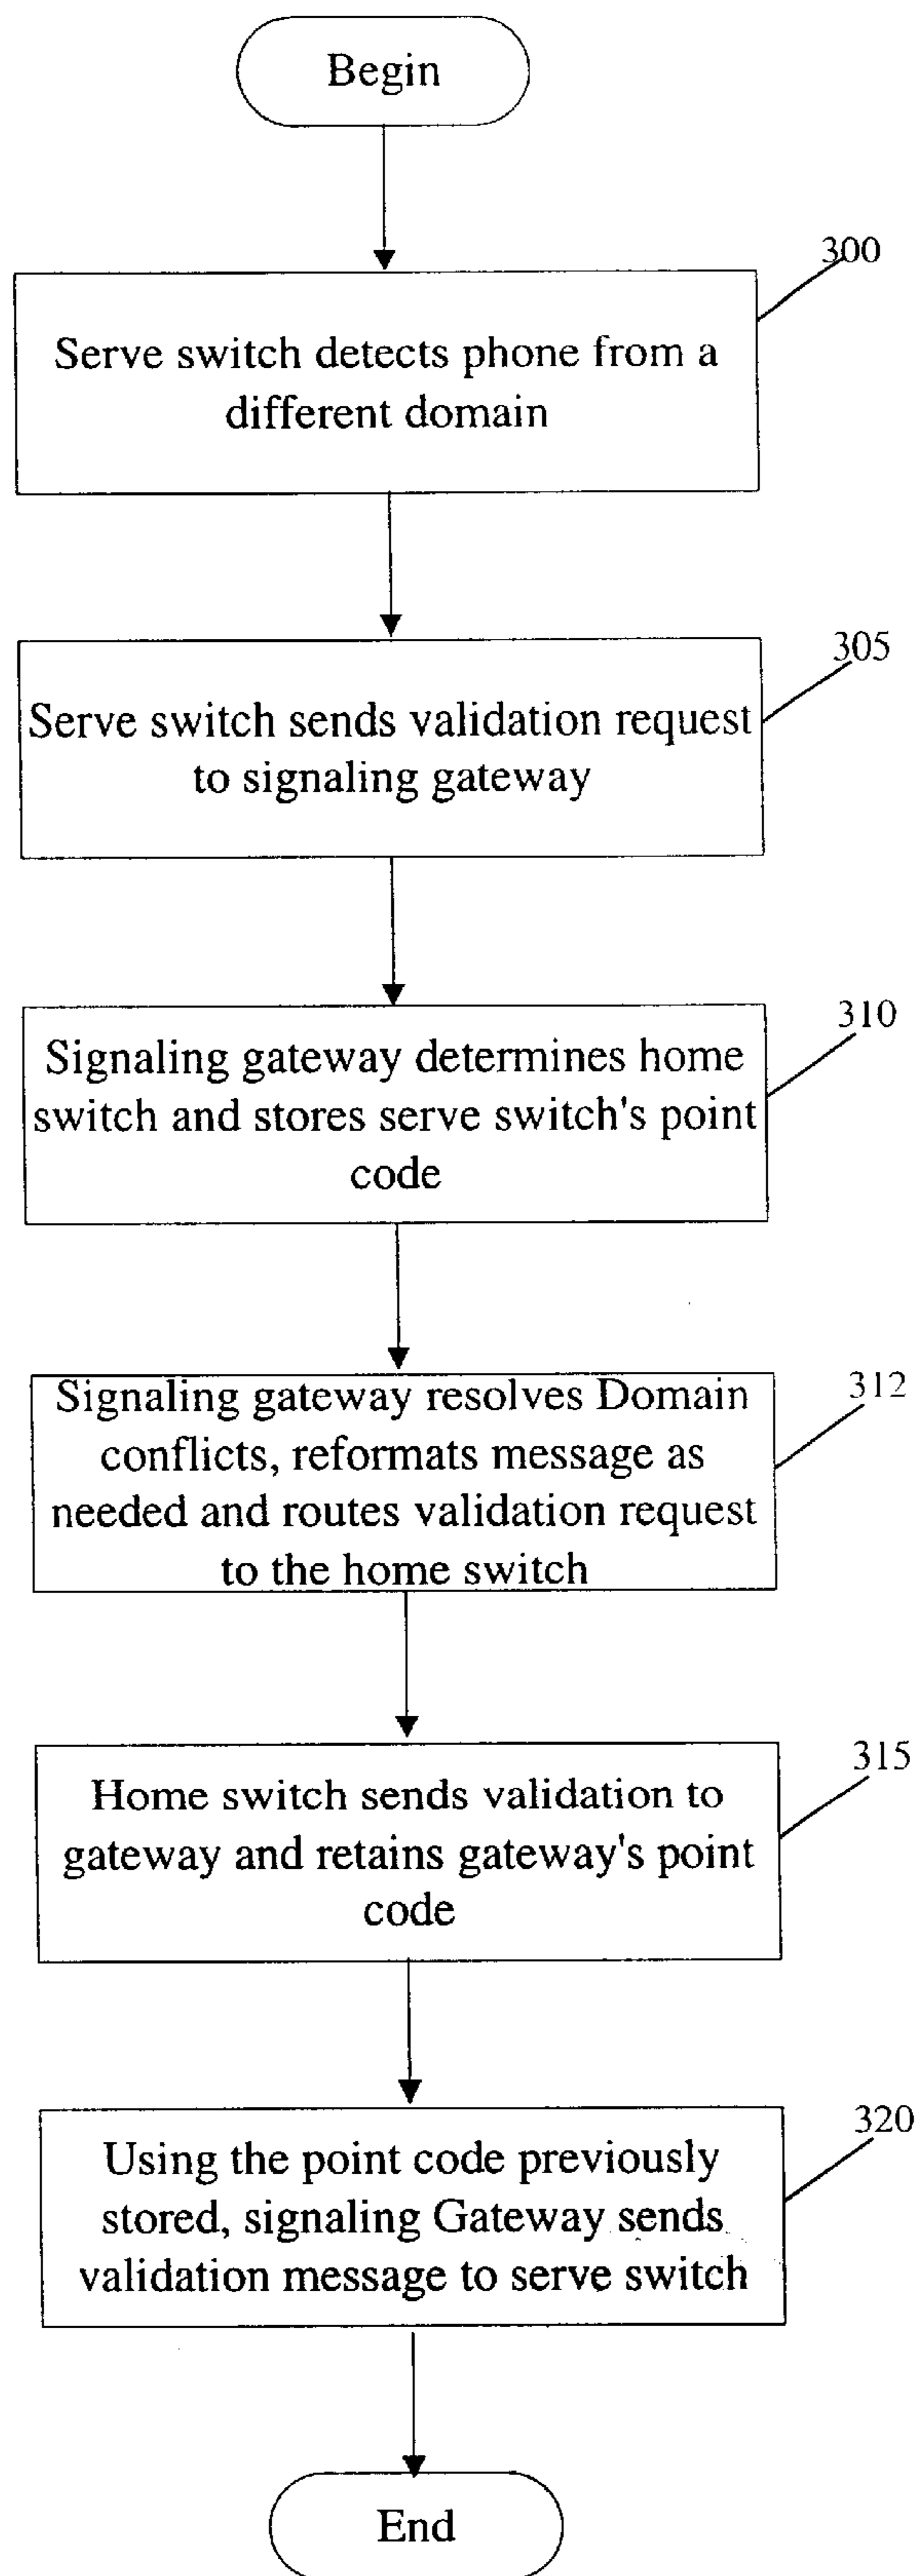 Begin
300
Serve switch detects phone from a
different domain
305
Serve switch sends validation request
to signaling gateway
310
Signaling gateway determines home
switch and stores serve switch's point
code
312
Signaling gateway resolves Domain
conflicts, reformats message as
needed and routes validation request
to the home switch
315
Home switch sends validation to
gateway and retains gateway's point
code
320
Using the point code previously
stored, signaling Gateway sends
validation message to serve switch
End